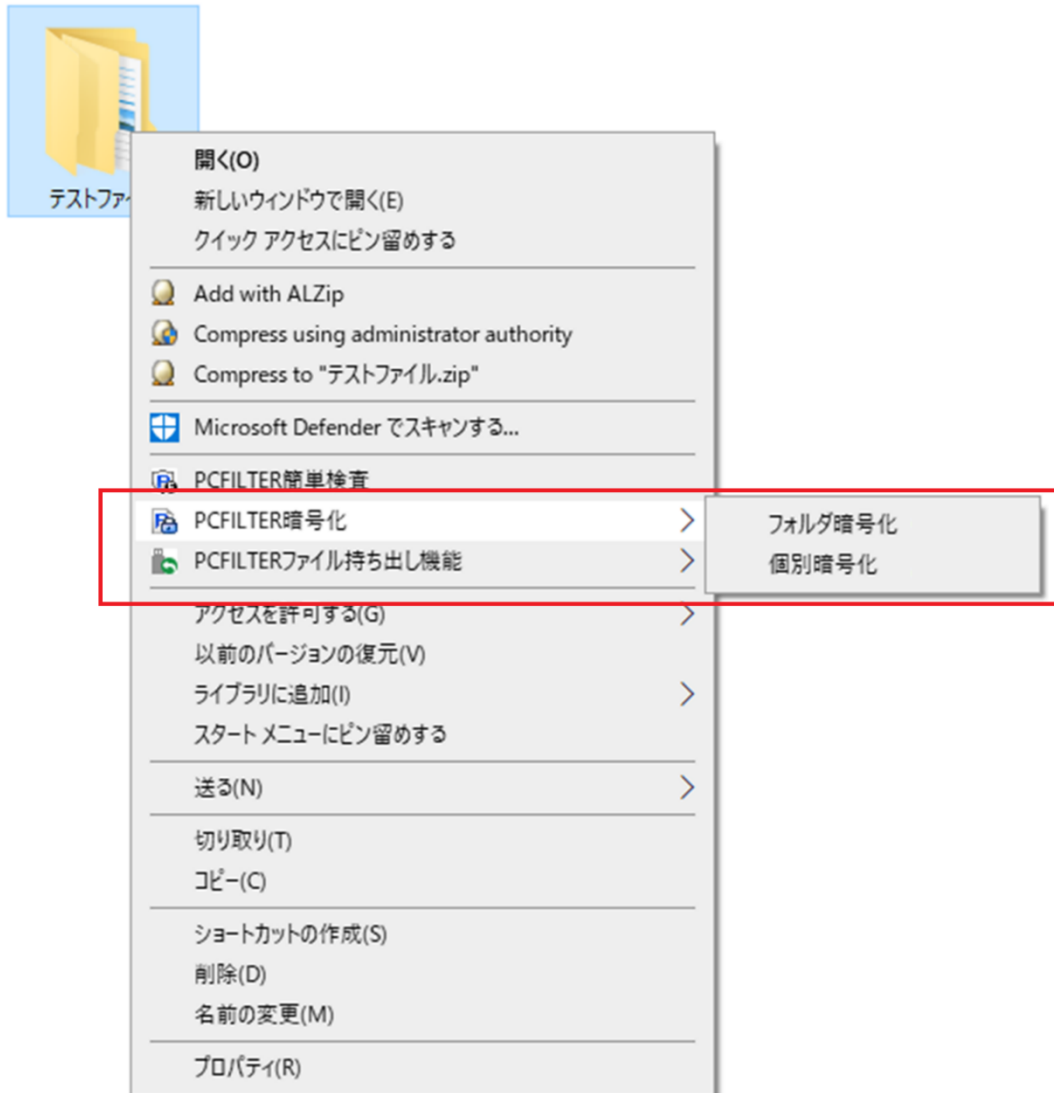 テストファ
開く(O)
新しいウィンドウで開く(E)
クイック アクセスにピン留めする
Add with ALZip
Compress using administrator authority
Compress to "テストファイル.zip"
Microsoft Defender でスキャンする...
PCFILTER簡単検査
PCFILTER暗号化
フォルダ暗号化
個別暗号化
PCFILTERファイル持ち出し機能
アクセスを許可する(G)
以前のバージョンの復元(V)
ライブラリに追加(I)
スタート メニューにピン留めする
送る(N)
切り取り(T)
コピー(C)
ショートカットの作成(S)
削除(D)
名前の変更(M)
プロパティ(R)